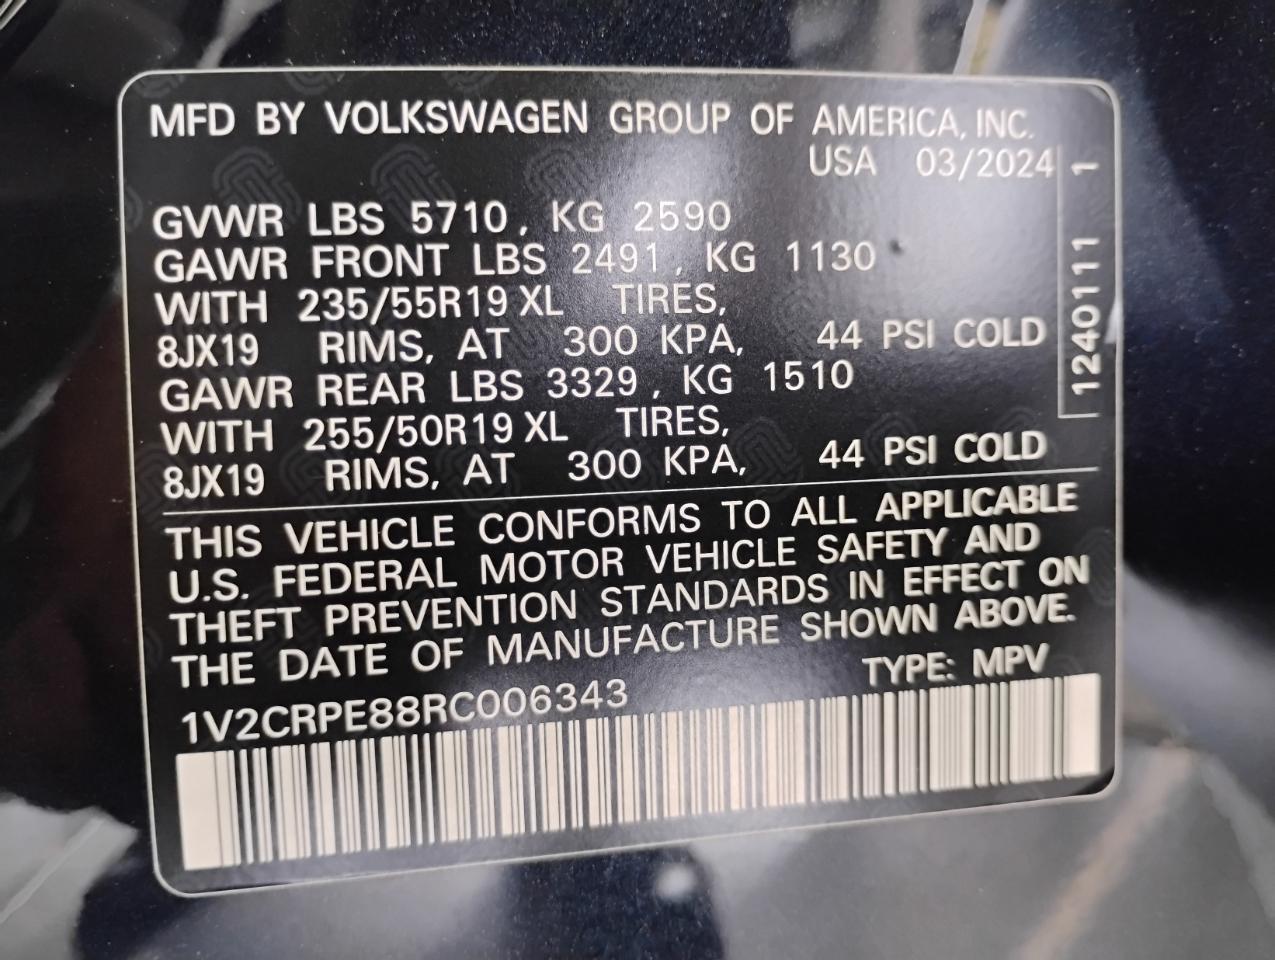 MFD BY VOLKSWAGEN GROUP OF AMERICA, INC.
USA 03/2024
GVWR LBS 5710, KG 2590
GAWR FRONT LBS 2491, KG 1130
WITH 235/55R19 XL TIRES,
8JX19 RIMS, AT 300 KPA, 44 PSI COLD
GAWR REAR LBS 3329, KG 1510
WITH 255/50R19 XL TIRES,
8JX19 RIMS, AT 300 KPA, 44 PSI COLD
1240111 1
THIS VEHICLE CONFORMS TO ALL APPLICABLE
U.S. FEDERAL MOTOR VEHICLE SAFETY AND
THEFT PREVENTION STANDARDS IN EFFECT ON
THE DATE OF MANUFACTURE SHOWN ABOVE.
1V2CRPE88RC006343 TYPE: MPV